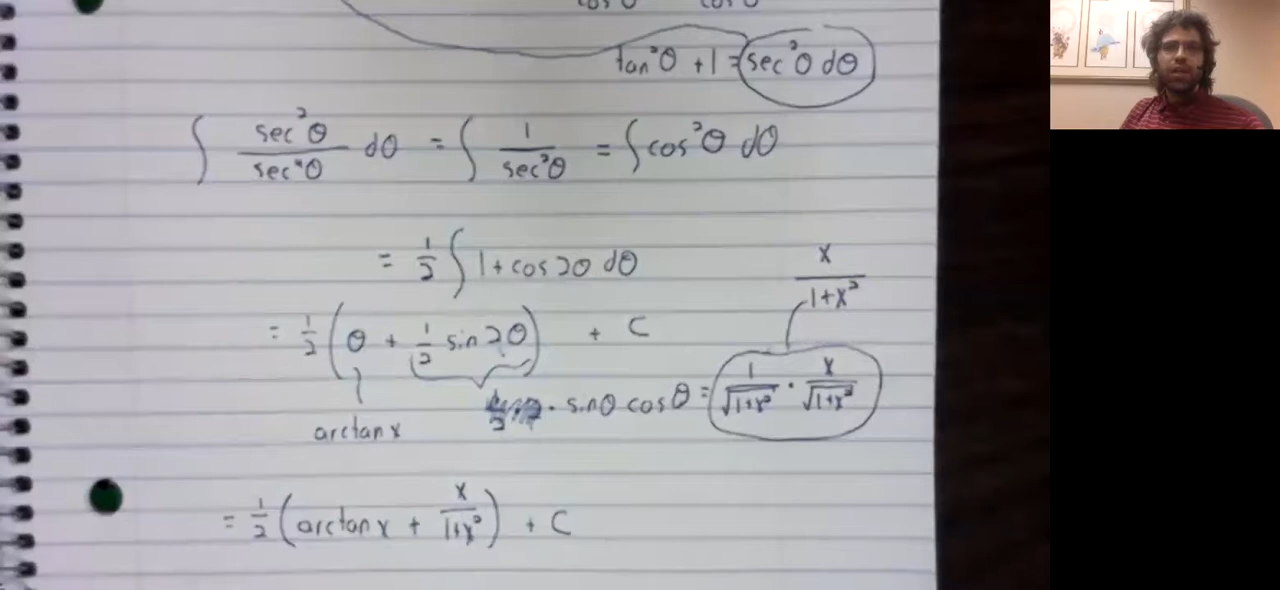 cos θ cos θ
tan²θ + 1 = sec²θ dθ
∫ sec²θ / sec⁴θ dθ = ∫ 1 / sec²θ = ∫ cos²θ dθ
= 1/2 ∫ 1 + cos 2θ dθ
x / 1+x²
= 1/2 (θ + 1/2 sin 2θ) + C
· sinθ cosθ = 1/√1+x² · x/√1+x²
arctan x
= 1/2 (arctan x + x / 1+x²) + C